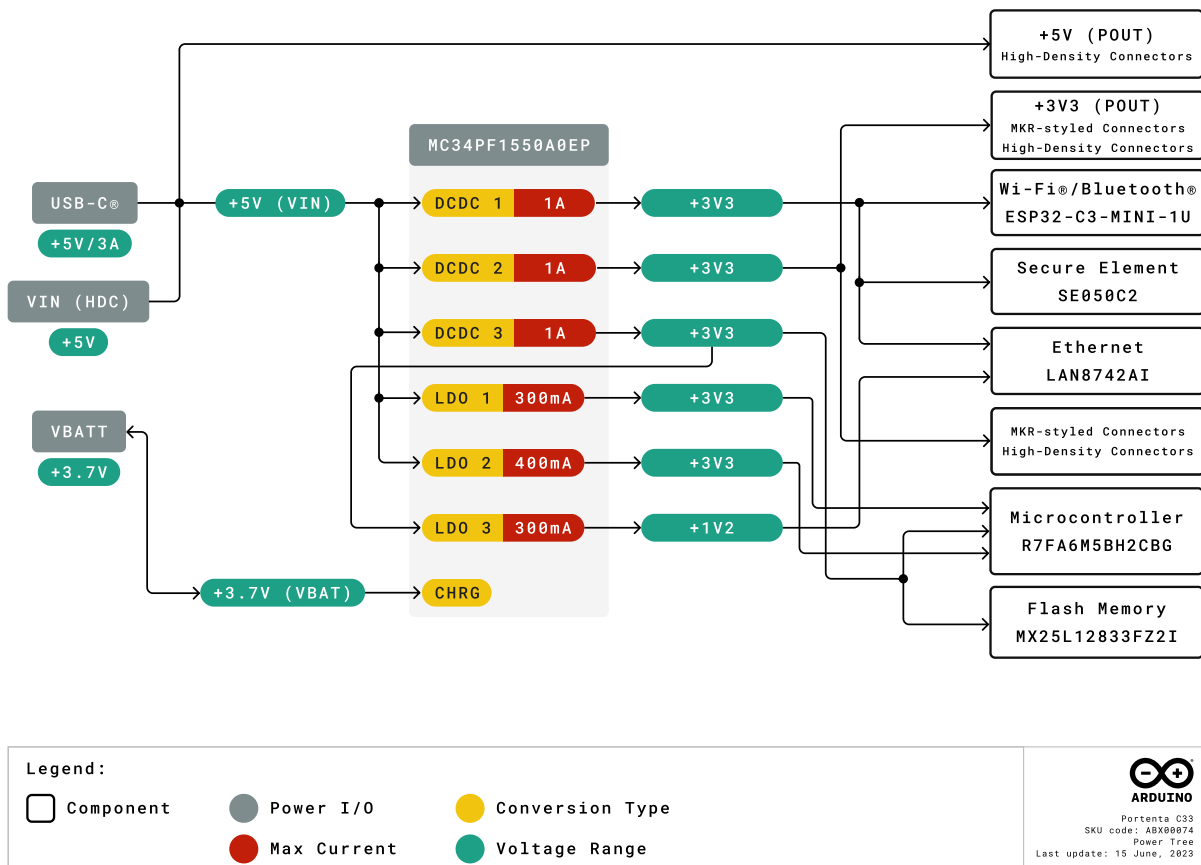 +5V (POUT)
High-Density Connectors
+3V3 (POUT)
MKR-styled Connectors
High-Density Connectors
MC34PF1550A0EP
USB-C®
+5V/3A
+5V (VIN)
DCDC 1 1A
+3V3
Wi-Fi®/Bluetooth®
ESP32-C3-MINI-1U
DCDC 2 1A
+3V3
Secure Element
SE050C2
VIN (HDC)
+5V
DCDC 3 1A
+3V3
Ethernet
LAN8742AI
LDO 1 300mA
+3V3
VBATT
+3.7V
MKR-styled Connectors
High-Density Connectors
LDO 2 400mA
+3V3
LDO 3 300mA
+1V2
Microcontroller
R7FA6M5BH2CBG
+3.7V (VBAT)
CHRG
Flash Memory
MX25L12833FZ2I
Legend:
Component
Power I/O
Conversion Type
Max Current
Voltage Range
ARDUINO
Portenta C33
SKU code: ABX00074
Power Tree
Last update: 15 June, 2023